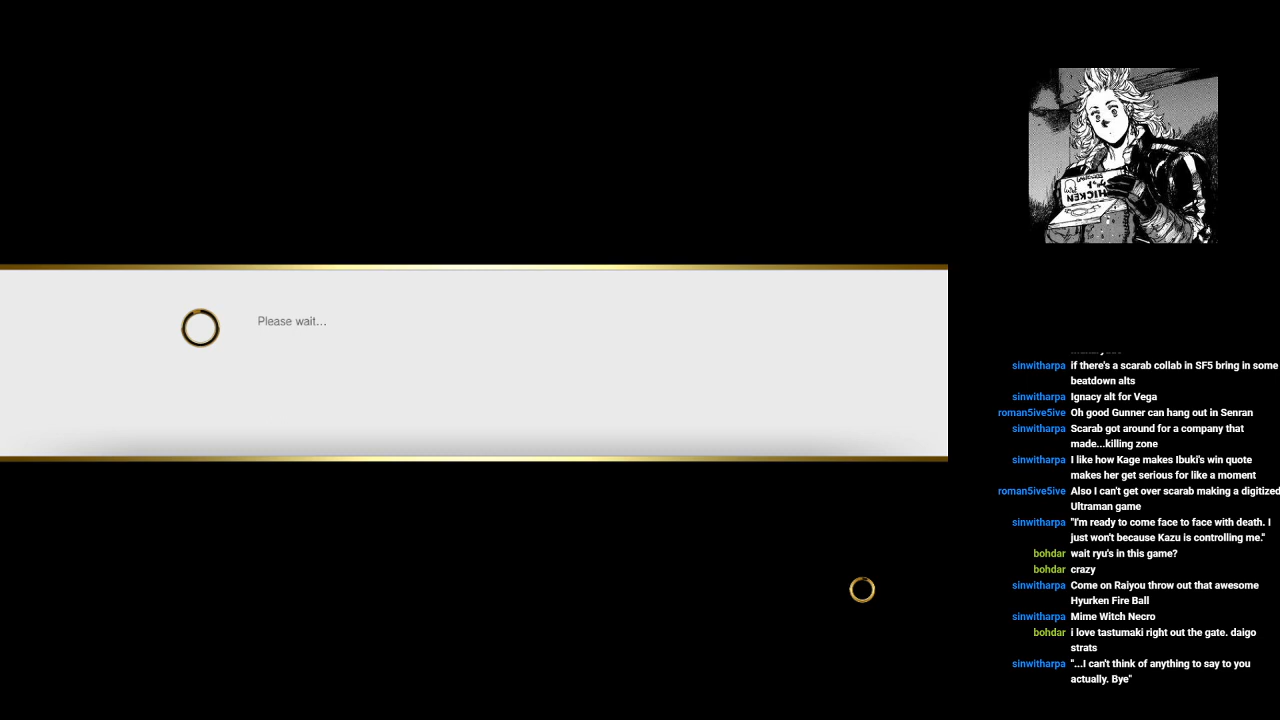 Please wait...
HICKEN
sinwitharpa if there's a scarab collab in SF5 bring in some
beatdown alts
sinwitharpa Ignacy alt for Vega
roman5ive5ive Oh good Gunner can hang out in Senran
sinwitharpa Scarab got around for a company that
made...killing zone
sinwitharpa I like how Kage makes Ibuki's win quote
makes her get serious for like a moment
roman5ive5ive Also I can't get over scarab making a digitized
Ultraman game
sinwitharpa "I'm ready to come face to face with death. I
just won't because Kazu is controlling me."
bohdar wait ryu's in this game?
bohdar crazy
sinwitharpa Come on Raiyou throw out that awesome
Hyurken Fire Ball
sinwitharpa Mime Witch Necro
bohdar i love tastumaki right out the gate. daigo
strats
sinwitharpa "...I can't think of anything to say to you
actually. Bye"